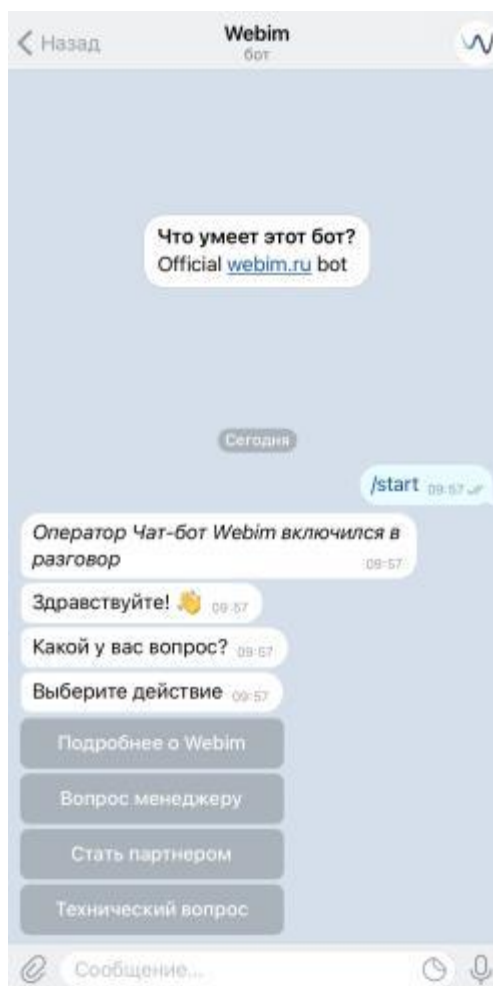 Назад
Webim
бот
Что умеет этот бот?
Official webim.ru bot
Сегодня
/start 09:57
Оператор Чат-бот Webim включился в
разговор 09:57
Здравствуйте! 👋 09:57
Какой у вас вопрос? 09:57
Выберите действие 09:57
Подробнее о Webim
Вопрос менеджеру
Стать партнером
Технический вопрос
Сообщение...